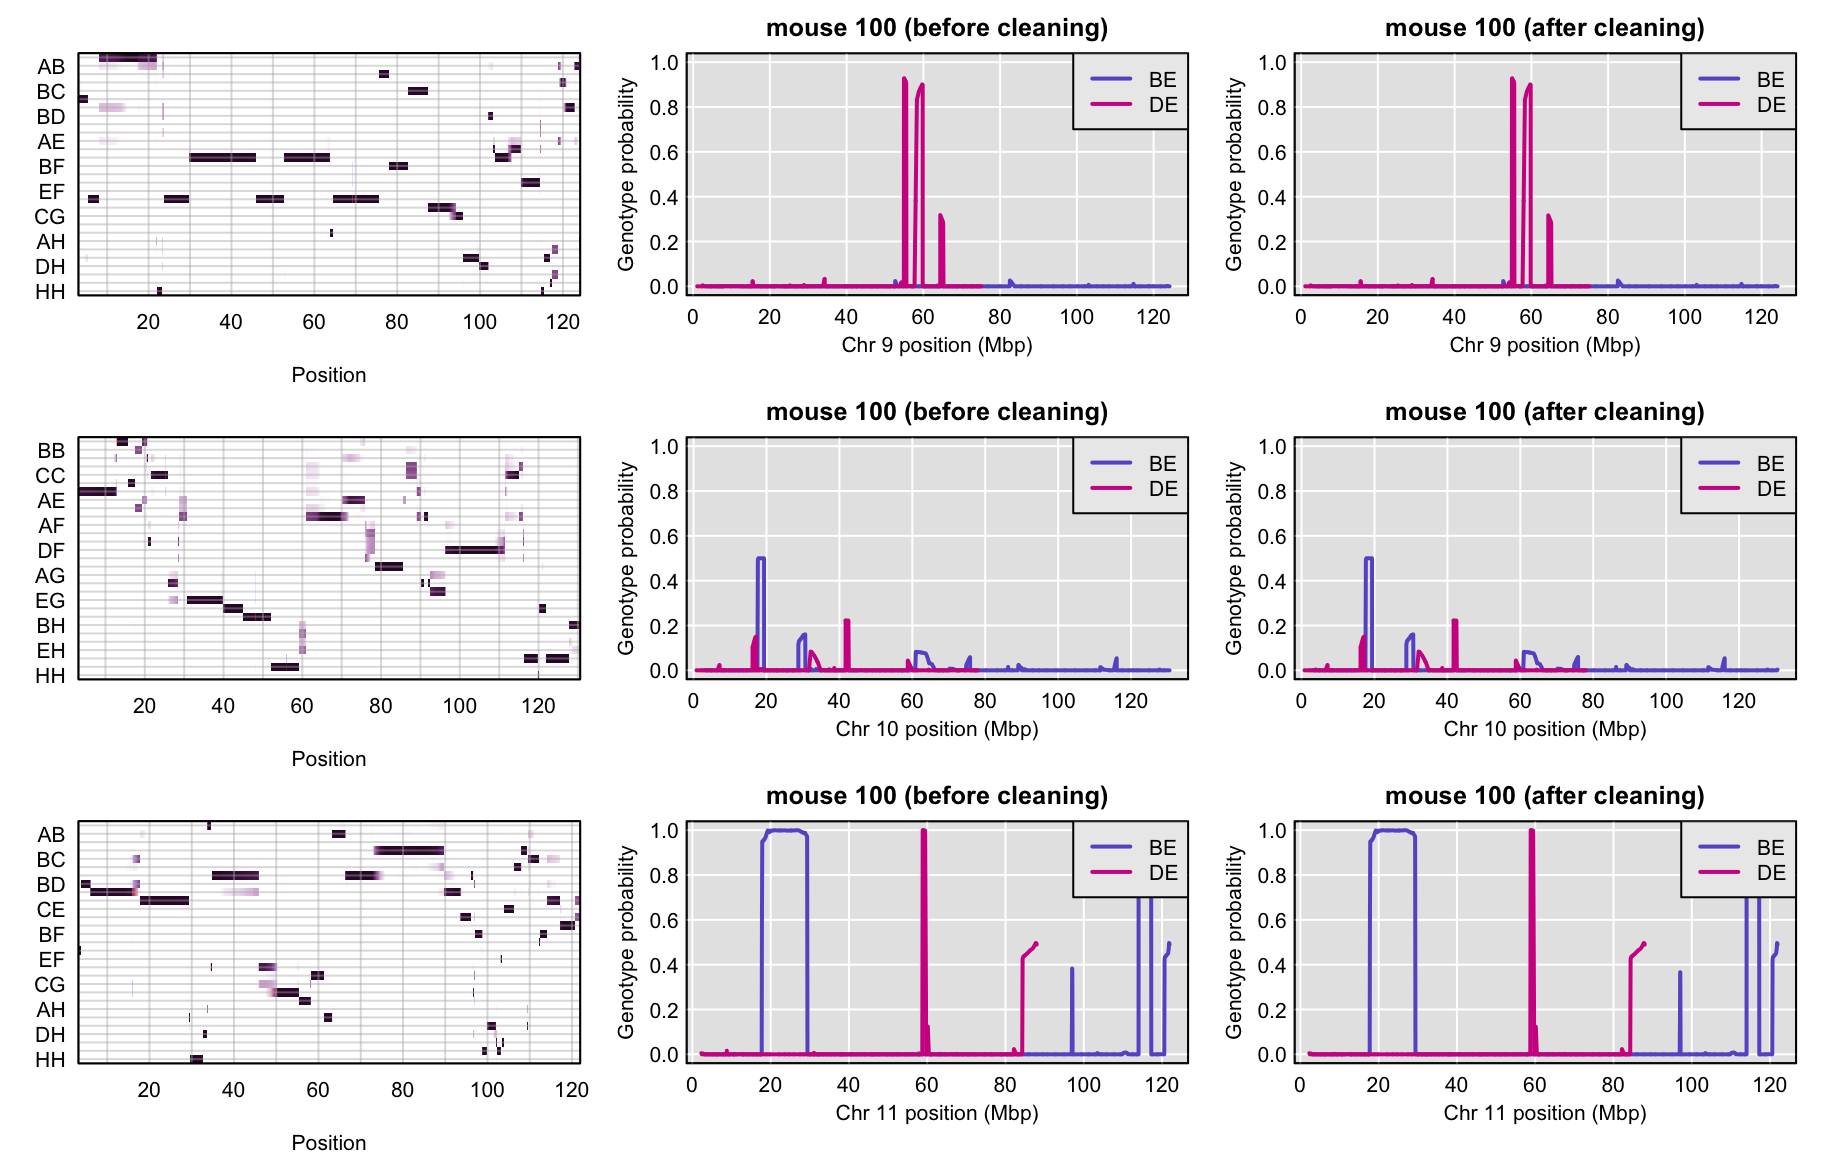 mouse 100 (before cleaning)
mouse 100 (after cleaning)
AB
BC
BD
AE
BF
EF
CG
AH
DH
HH
20 40 60 80 100 120
Position
Genotype probability
1.0
0.8
0.6
0.4
0.2
0.0
BE
DE
0 20 40 60 80 100 120
Chr 9 position (Mbp)
Genotype probability
1.0
0.8
0.6
0.4
0.2
0.0
BE
DE
0 20 40 60 80 100 120
Chr 9 position (Mbp)
mouse 100 (before cleaning)
mouse 100 (after cleaning)
BB
CC
AE
AF
DF
AG
EG
BH
EH
HH
20 40 60 80 100 120
Position
Genotype probability
1.0
0.8
0.6
0.4
0.2
0.0
BE
DE
0 20 40 60 80 100 120
Chr 10 position (Mbp)
Genotype probability
1.0
0.8
0.6
0.4
0.2
0.0
BE
DE
0 20 40 60 80 100 120
Chr 10 position (Mbp)
mouse 100 (before cleaning)
mouse 100 (after cleaning)
AB
BC
BD
CE
BF
EF
CG
AH
DH
HH
20 40 60 80 100 120
Position
Genotype probability
1.0
0.8
0.6
0.4
0.2
0.0
BE
DE
0 20 40 60 80 100 120
Chr 11 position (Mbp)
Genotype probability
1.0
0.8
0.6
0.4
0.2
0.0
BE
DE
0 20 40 60 80 100 120
Chr 11 position (Mbp)